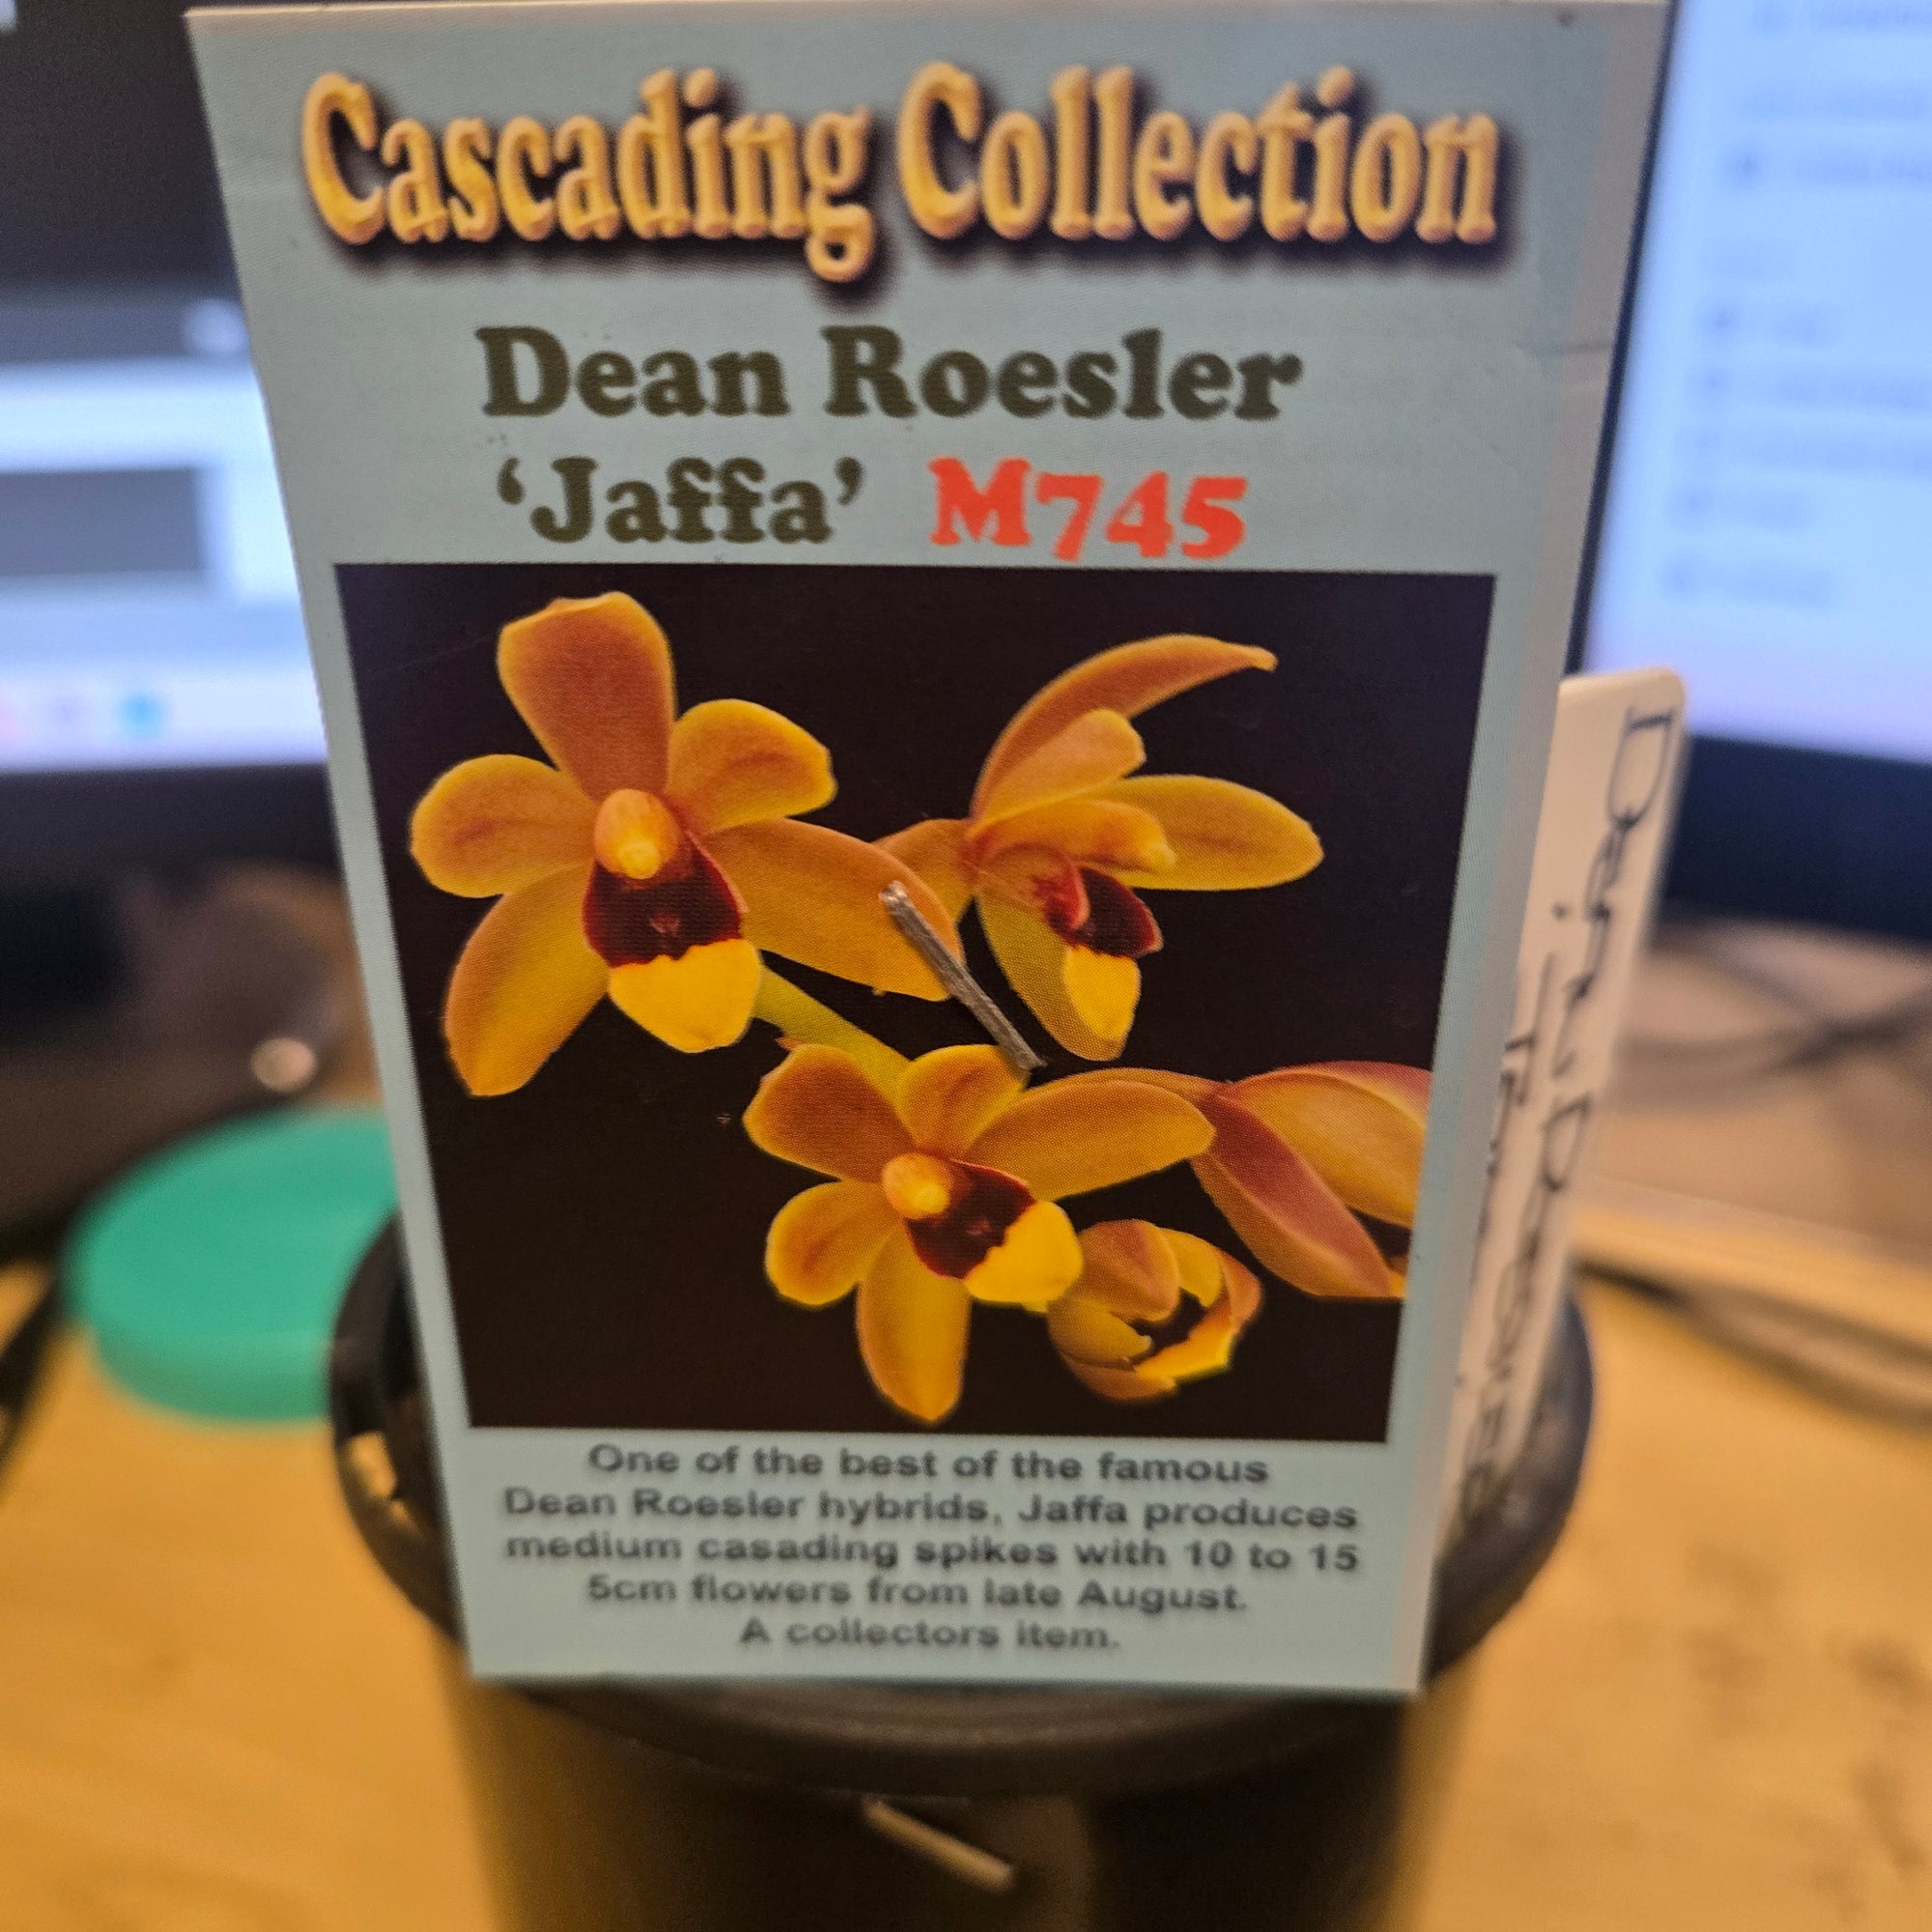 Cascading Collection
Dean Roesler
‘Jaffa’ M745
One of the best of the famous
Dean Roesler hybrids, Jaffa produces
medium casading spikes with 10 to 15
5cm flowers from late August.
A collectors item.